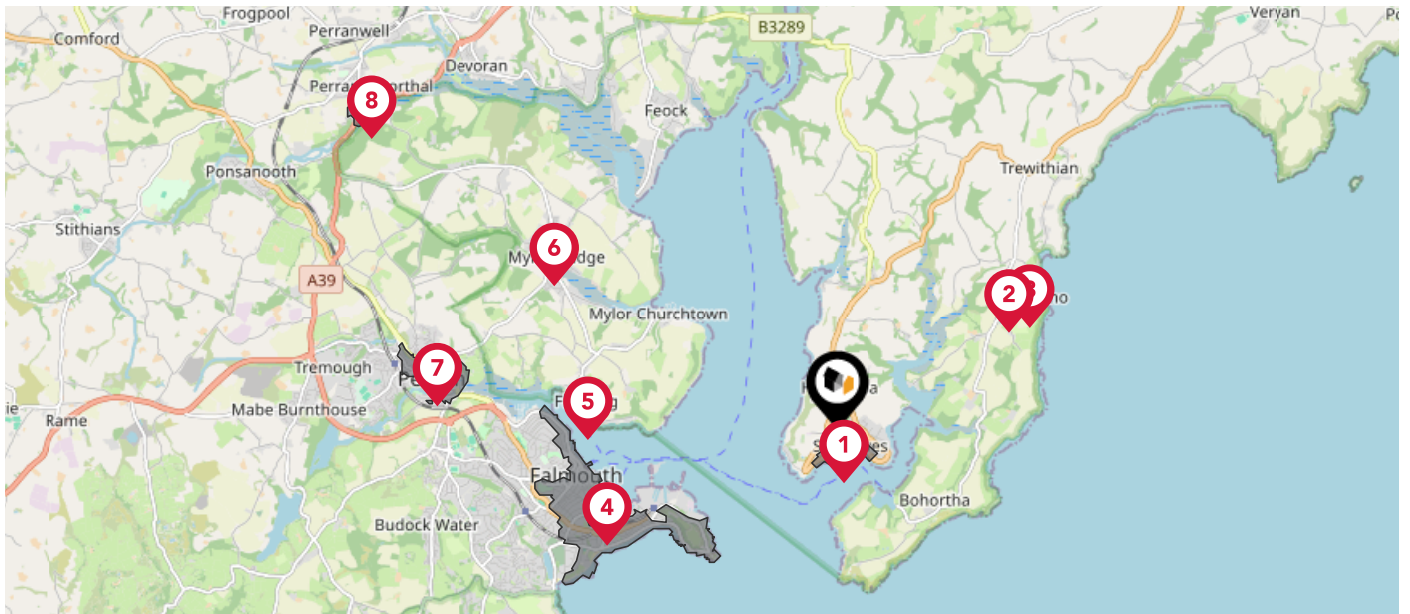 Frogpool
Veryan
B3289
Perranwell
Comford
Devoran
8
Feock
Ponsanooth
Trewithian
Stithians
6
Mylor Churchtown
A39
2
Tremough
7
5
Mabe Burnthouse
Rame
1
Falmouth
4
Bohortha
Budock Water